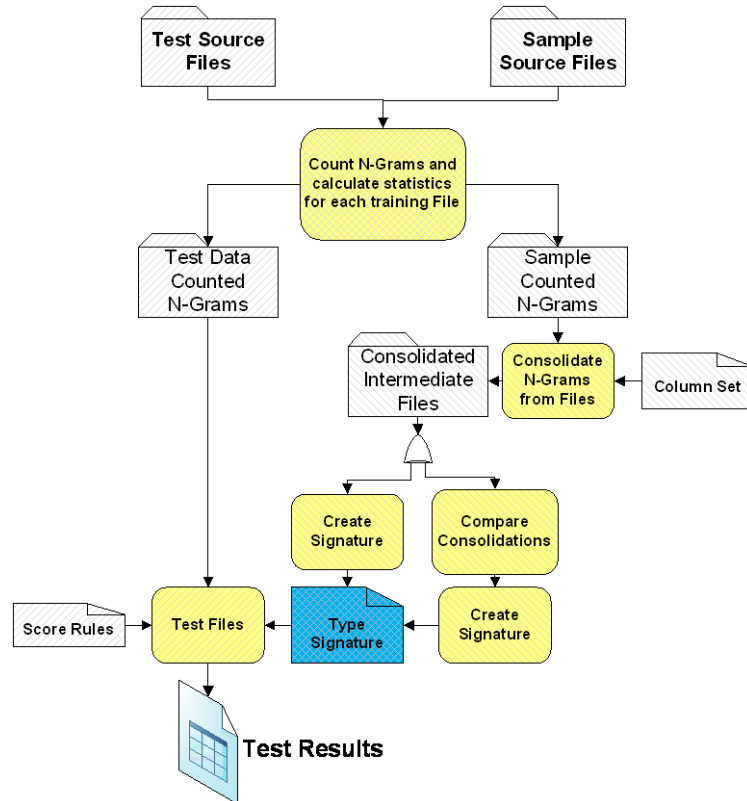 Test Source
Files
Sample
Source Files
Count N-Grams and
calculate statistics
for each training File
Test Data
Counted
N-Grams
Sample
Counted
N-Grams
Consolidated
Intermediate
Files
Consolidate
N-Grams
from Files
Column Set
Create
Signature
Compare
Consolidations
Score Rules
Test Files
Type
Signature
Create
Signature
Test Results